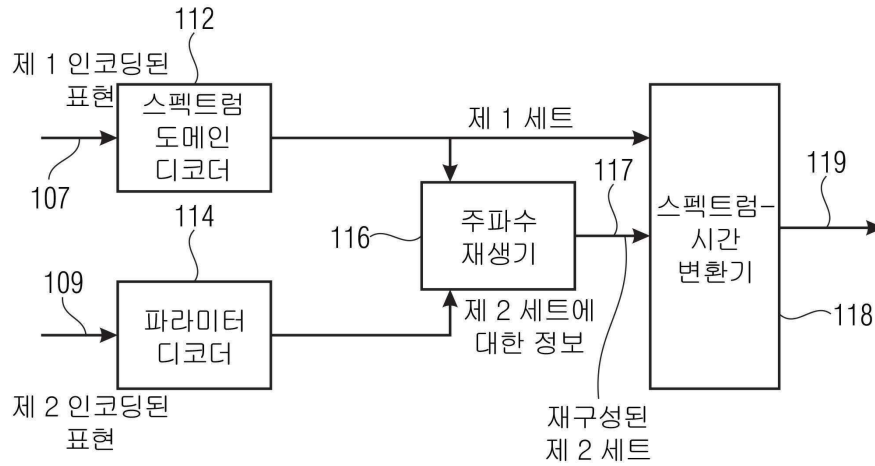 112
제 1 인코딩된
표현
스펙트럼
도메인
디코더
107
제 1 세트
116
주파수
재생기
117
스펙트럼-
시간
변환기
119
118
114
109
파라미터
디코더
제 2 인코딩된
표현
제 2 세트에
대한 정보
재구성된
제 2 세트